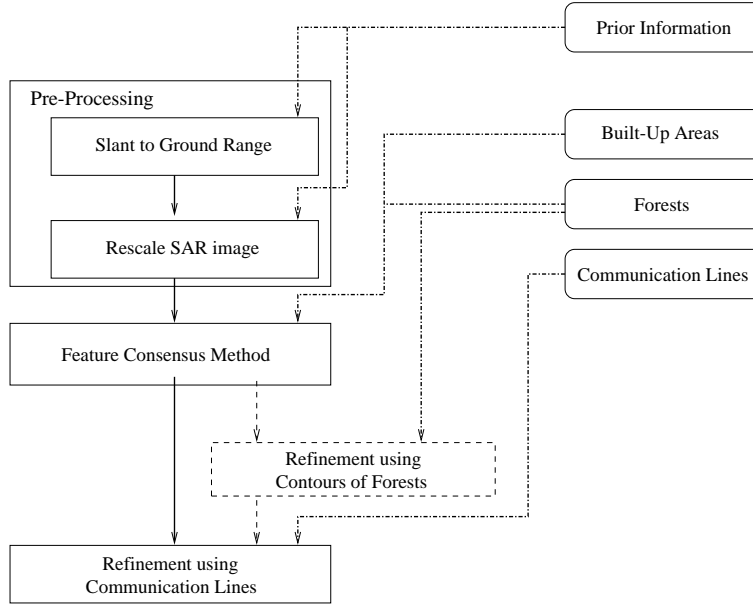 Prior Information
Pre-Processing
Slant to Ground Range
Built-Up Areas
Forests
Rescale SAR image
Communication Lines
Feature Consensus Method
Refinement using
Contours of Forests
Refinement using
Communication Lines